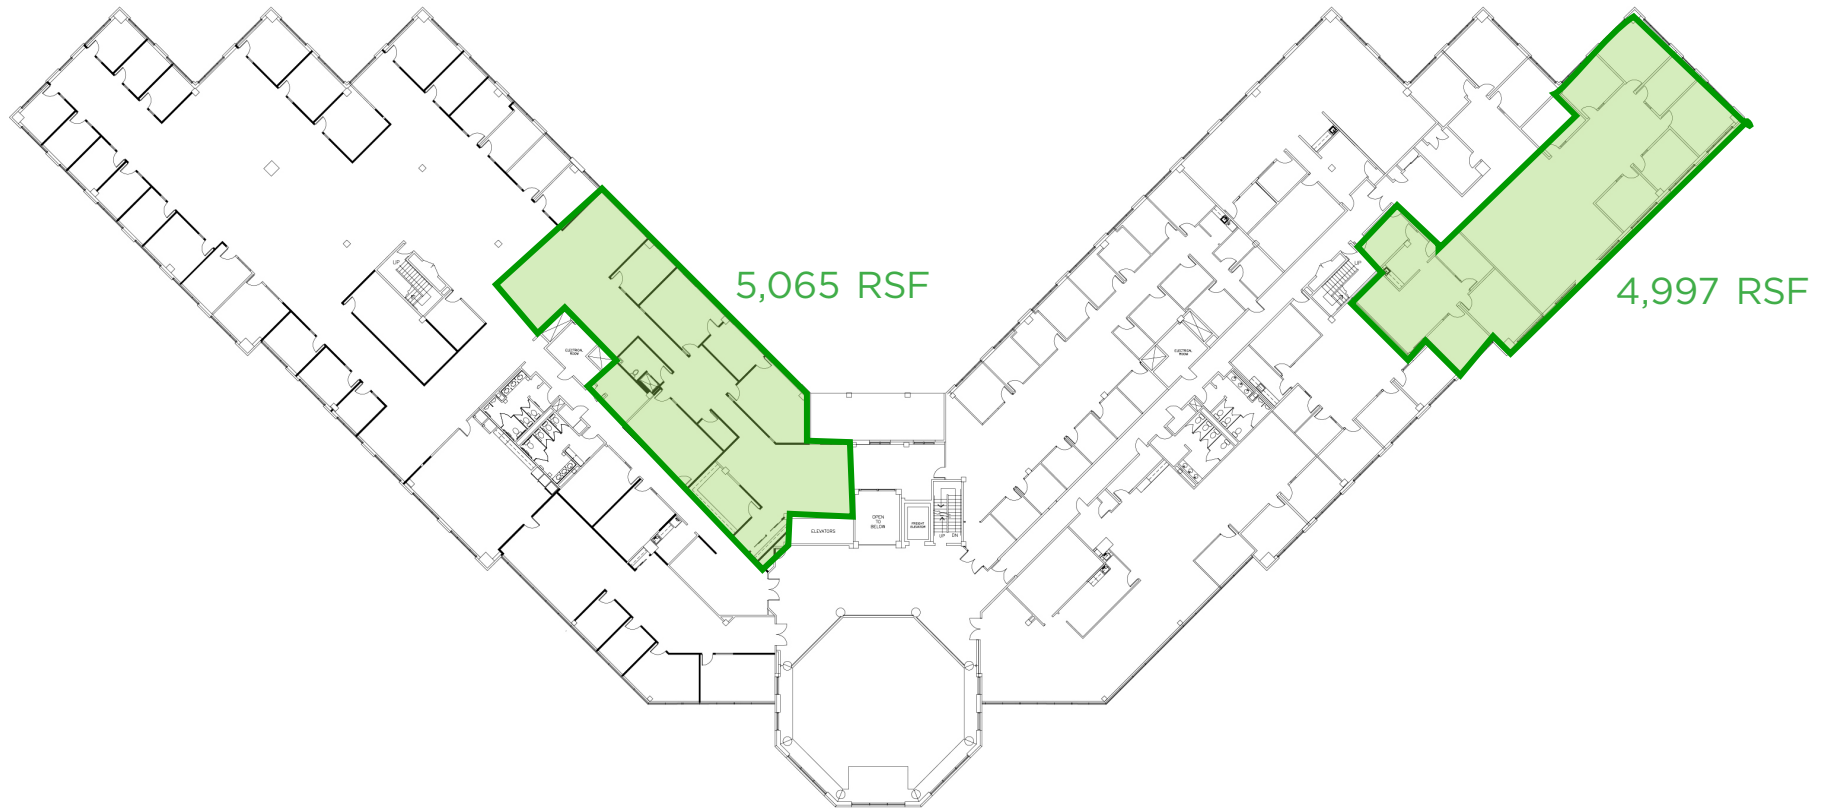 5,065 RSF
4,997 RSF
UP
UP
ELECTRICAL
ROOM
ELECTRICAL
ROOM
ELEVATORS
OPEN
TO
BELOW
FREIGHT
ELEVATOR
UP DN